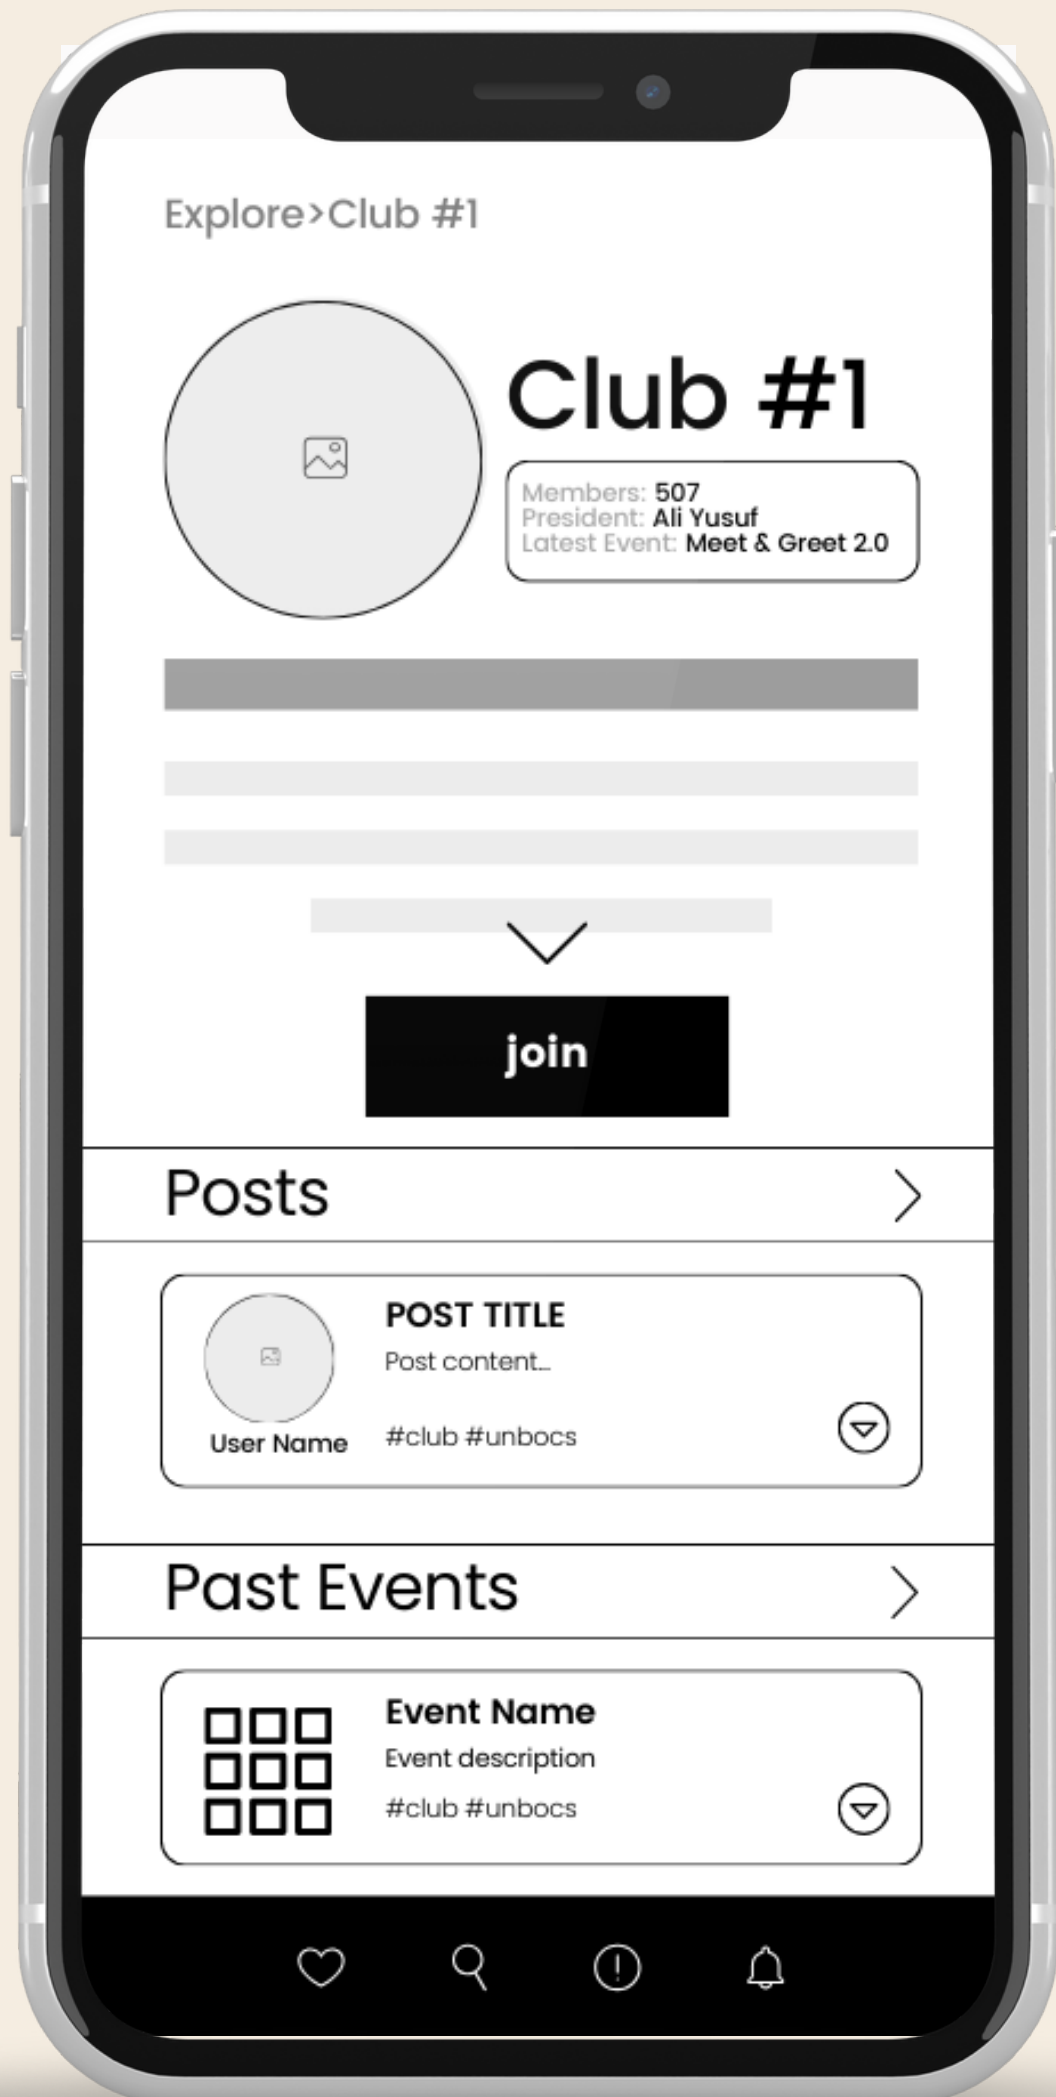 Explore>Club #1
Club #1
Members: 507
President: Ali Yusuf
Latest Event: Meet & Greet 2.0
join
Posts
POST TITLE
Post content...
User Name
#club #unbocs
Past Events
Event Name
Event description
#club #unbocs